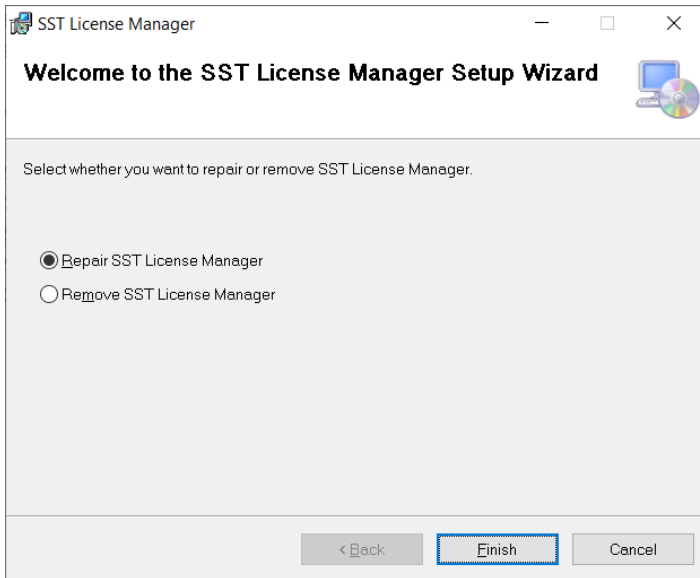 SST License Manager
Welcome to the SST License Manager Setup Wizard
Select whether you want to repair or remove SST License Manager.
Repair SST License Manager
Remove SST License Manager
< Back
Finish
Cancel